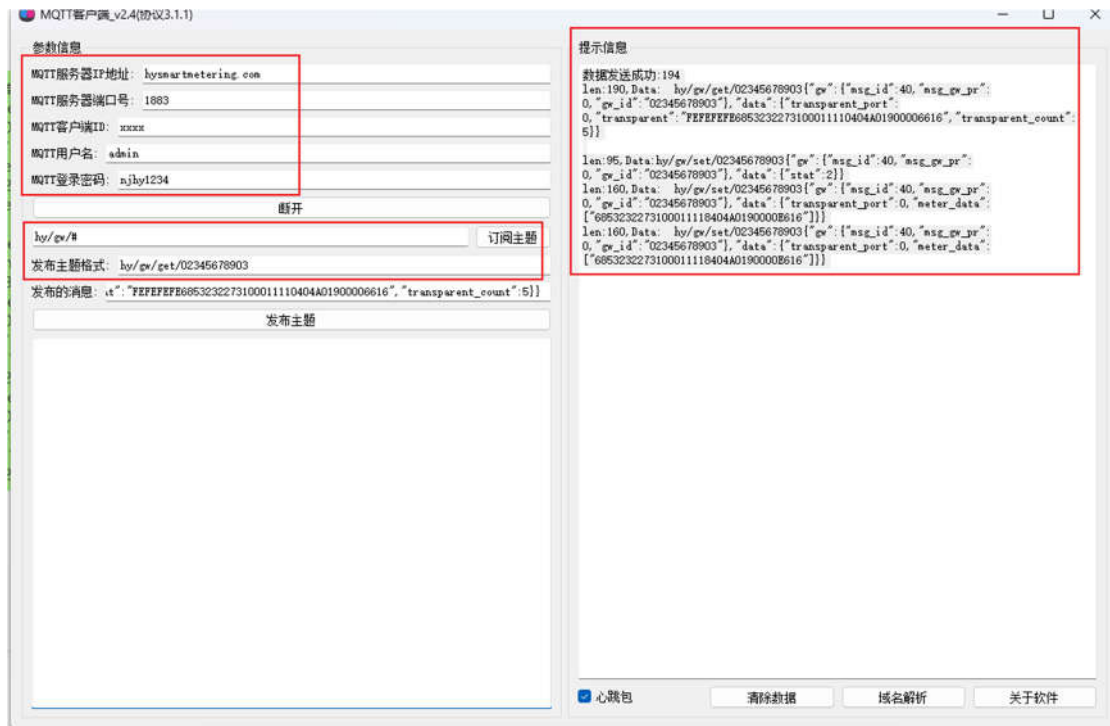 MQTT客户端_v2.4(协议3.1.1)
参数信息
MQTT服务器IP地址: hysmartmetering.com
MQTT服务器端口号: 1883
MQTT客户端ID: xxxx
MQTT用户名: admin
MQTT登录密码: njhy1234
断开
hy/gw/#
订阅主题
发布主题格式: hy/gw/get/02345678903
发布的消息: ıt":"FEFEFEFE68532322731000111104 04A01900006616","transparent_count":5}}
发布主题
提示信息
数据发送成功:194
len:190,Data: hy/gw/get/02345678903{"gw":{"msg_id":40,"msg_gw_pr":
0,"gw_id":"02345678903"},"data":{"transparent_port":
0,"transparent":"FEFEFEFE6853232273100011110404A01900006616","transparent_count":
5}}
len:95,Data:hy/gw/set/02345678903{"gw":{"msg_id":40,"msg_gw_pr":
0,"gw_id":"02345678903"},"data":{"stat":2}}
len:160,Data: hy/gw/set/02345678903{"gw":{"msg_id":40,"msg_gw_pr":
0,"gw_id":"02345678903"},"data":{"transparent_port":0,"meter_data":
["6853232273100011118404A0190000E616"]}}
len:160,Data: hy/gw/set/02345678903{"gw":{"msg_id":40,"msg_gw_pr":
0,"gw_id":"02345678903"},"data":{"transparent_port":0,"meter_data":
["6853232273100011118404A0190000E616"]}}
心跳包
清除数据
域名解析
关于软件